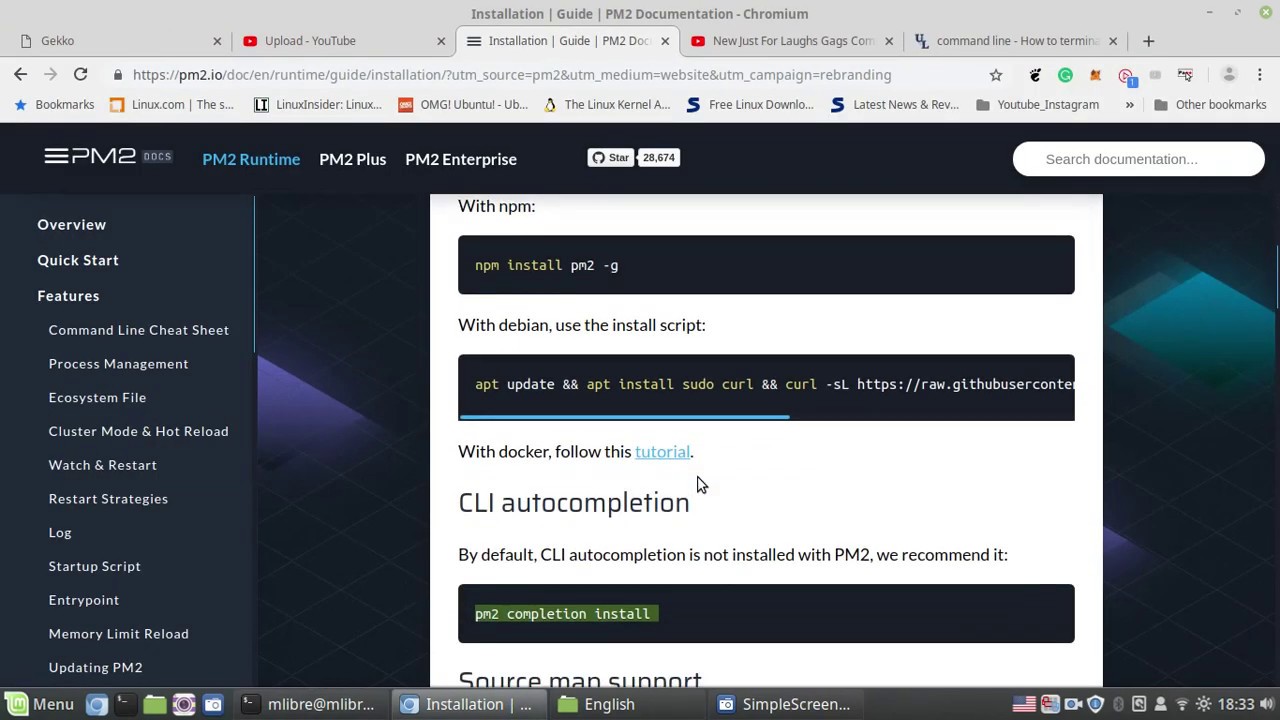 Installation | Guide | PM2 Documentation - Chromium
Gekko
Upload - YouTube
Installation | Guide | PM2 Doc
New Just For Laughs Gags Com
command line - How to termina
https://pm2.io/doc/en/runtime/guide/installation/?utm_source=pm2&utm_medium=website&utm_campaign=rebranding
1
Bookmarks
Linux.com | The s...
LinuxInsider: Linux...
OMG! Ubuntu! - Ub...
The Linux Kernel A...
Free Linux Downlo...
Latest News & Rev...
Youtube_Instagram
»
Other bookmarks
PM2 DOCS
PM2 Runtime
PM2 Plus
PM2 Enterprise
Star 28,674
Search documentation...
Overview
Quick Start
Features
Command Line Cheat Sheet
Process Management
Ecosystem File
Cluster Mode & Hot Reload
Watch & Restart
Restart Strategies
Log
Startup Script
Entrypoint
Memory Limit Reload
Updating PM2
With npm:
npm install pm2 -g
With debian, use the install script:
apt update && apt install sudo curl && curl -sL https://raw.githubuserconte
With docker, follow this tutorial.
CLI autocompletion
By default, CLI autocompletion is not installed with PM2, we recommend it:
pm2 completion install
Source map support
Menu
mlibre@mlibr...
Installation | ...
English
SimpleScreen...
18:33